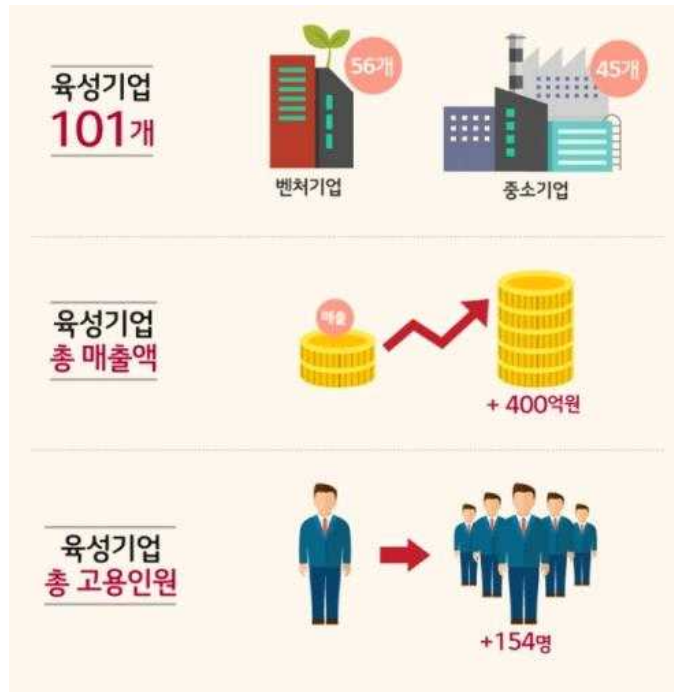 육성기업
101개
56개
벤처기업
45개
중소기업
육성기업
총 매출액
매출
+ 400억원
육성기업
총 고용인원
+154명